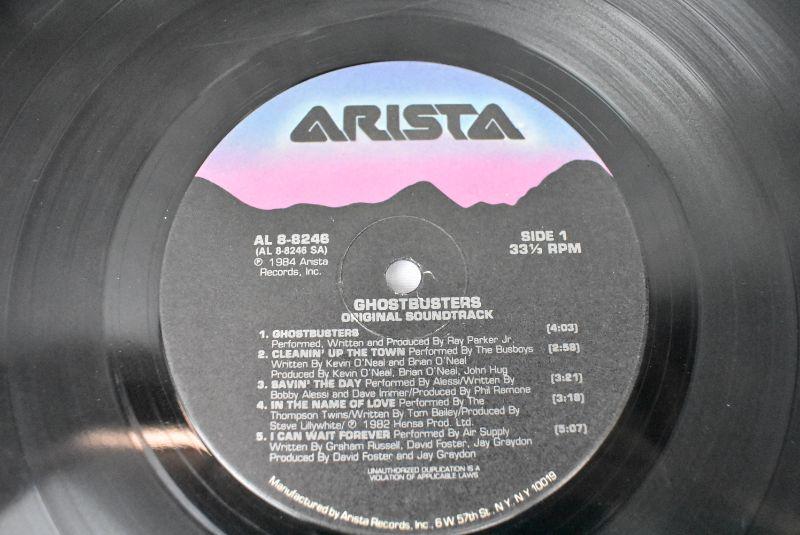 ARISTA
AL 8-8246
(AL 8-8246 SA)
℗ 1984 Arista
Records, Inc.
SIDE 1
33⅓ RPM
GHOSTBUSTERS
ORIGINAL SOUNDTRACK
1. GHOSTBUSTERS [4:03]
Performed, Written and Produced By Ray Parker Jr.
2. CLEANIN' UP THE TOWN Performed By The Busboys [2:58]
Written By Kevin O'Neal and Brian O'Neal
Produced By Kevin O'Neal, Brian O'Neal, John Hug
3. SAVIN' THE DAY Performed By Alessi/Written By [3:21]
Bobby Alessi and Dave Immer/Produced By Phil Ramone
4. IN THE NAME OF LOVE Performed By The [3:18]
Thompson Twins/Written By Tom Bailey/Produced By
Steve Lillywhite/ ℗ 1982 Hansa Prod. Ltd.
5. I CAN WAIT FOREVER Performed By Air Supply [5:07]
Written By Graham Russell, David Foster, Jay Graydon
Produced By David Foster and Jay Graydon
UNAUTHORIZED DUPLICATION IS A
VIOLATION OF APPLICABLE LAWS
Manufactured by Arista Records, Inc., 6 W 57th St., N.Y., N.Y. 10019